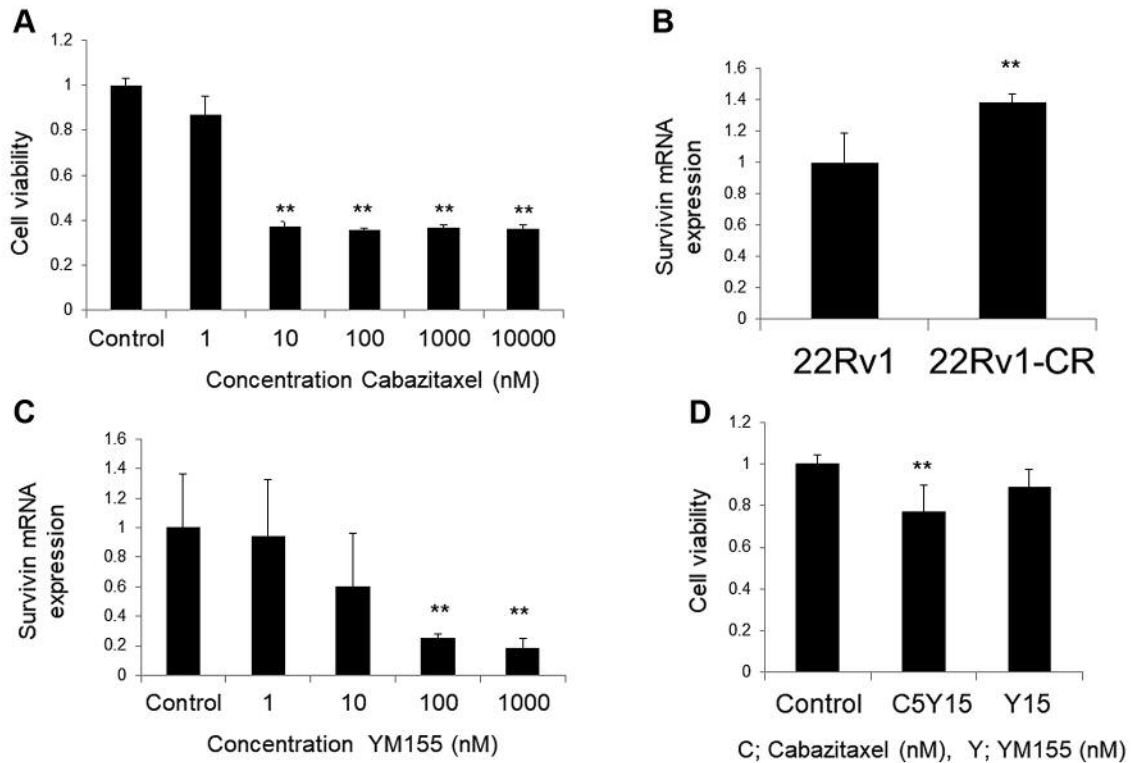 A
1.2
1
0.8
0.6
0.4
0.2
0
Cell viability
** ** ** **
Control 1 10 100 1000 10000
Concentration Cabazitaxel (nM)
B
1.6
1.4
1.2
1
0.8
0.6
0.4
0.2
0
Survivin mRNA
expression
**
22Rv1 22Rv1-CR
C
1.6
1.4
1.2
1
0.8
0.6
0.4
0.2
0
Survivin mRNA
expression
** **
Control 1 10 100 1000
Concentration YM155 (nM)
D
1.2
1
0.8
0.6
0.4
0.2
0
Cell viability
**
Control C5Y15 Y15
C; Cabazitaxel (nM), Y; YM155 (nM)